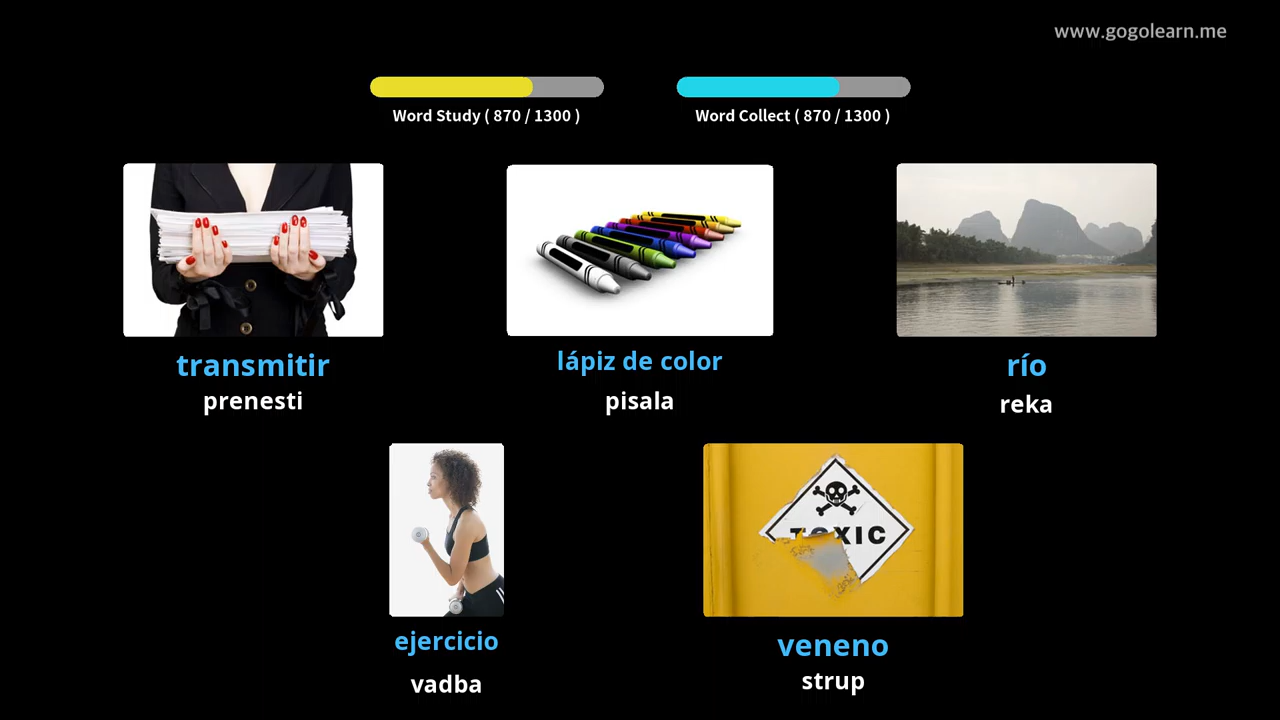 www.gogolearn.me
Word Study ( 870 / 1300 )
Word Collect ( 870 / 1300 )
transmitir
prenesti
lápiz de color
pisala
río
reka
TOXIC
ejercicio
vadba
veneno
strup